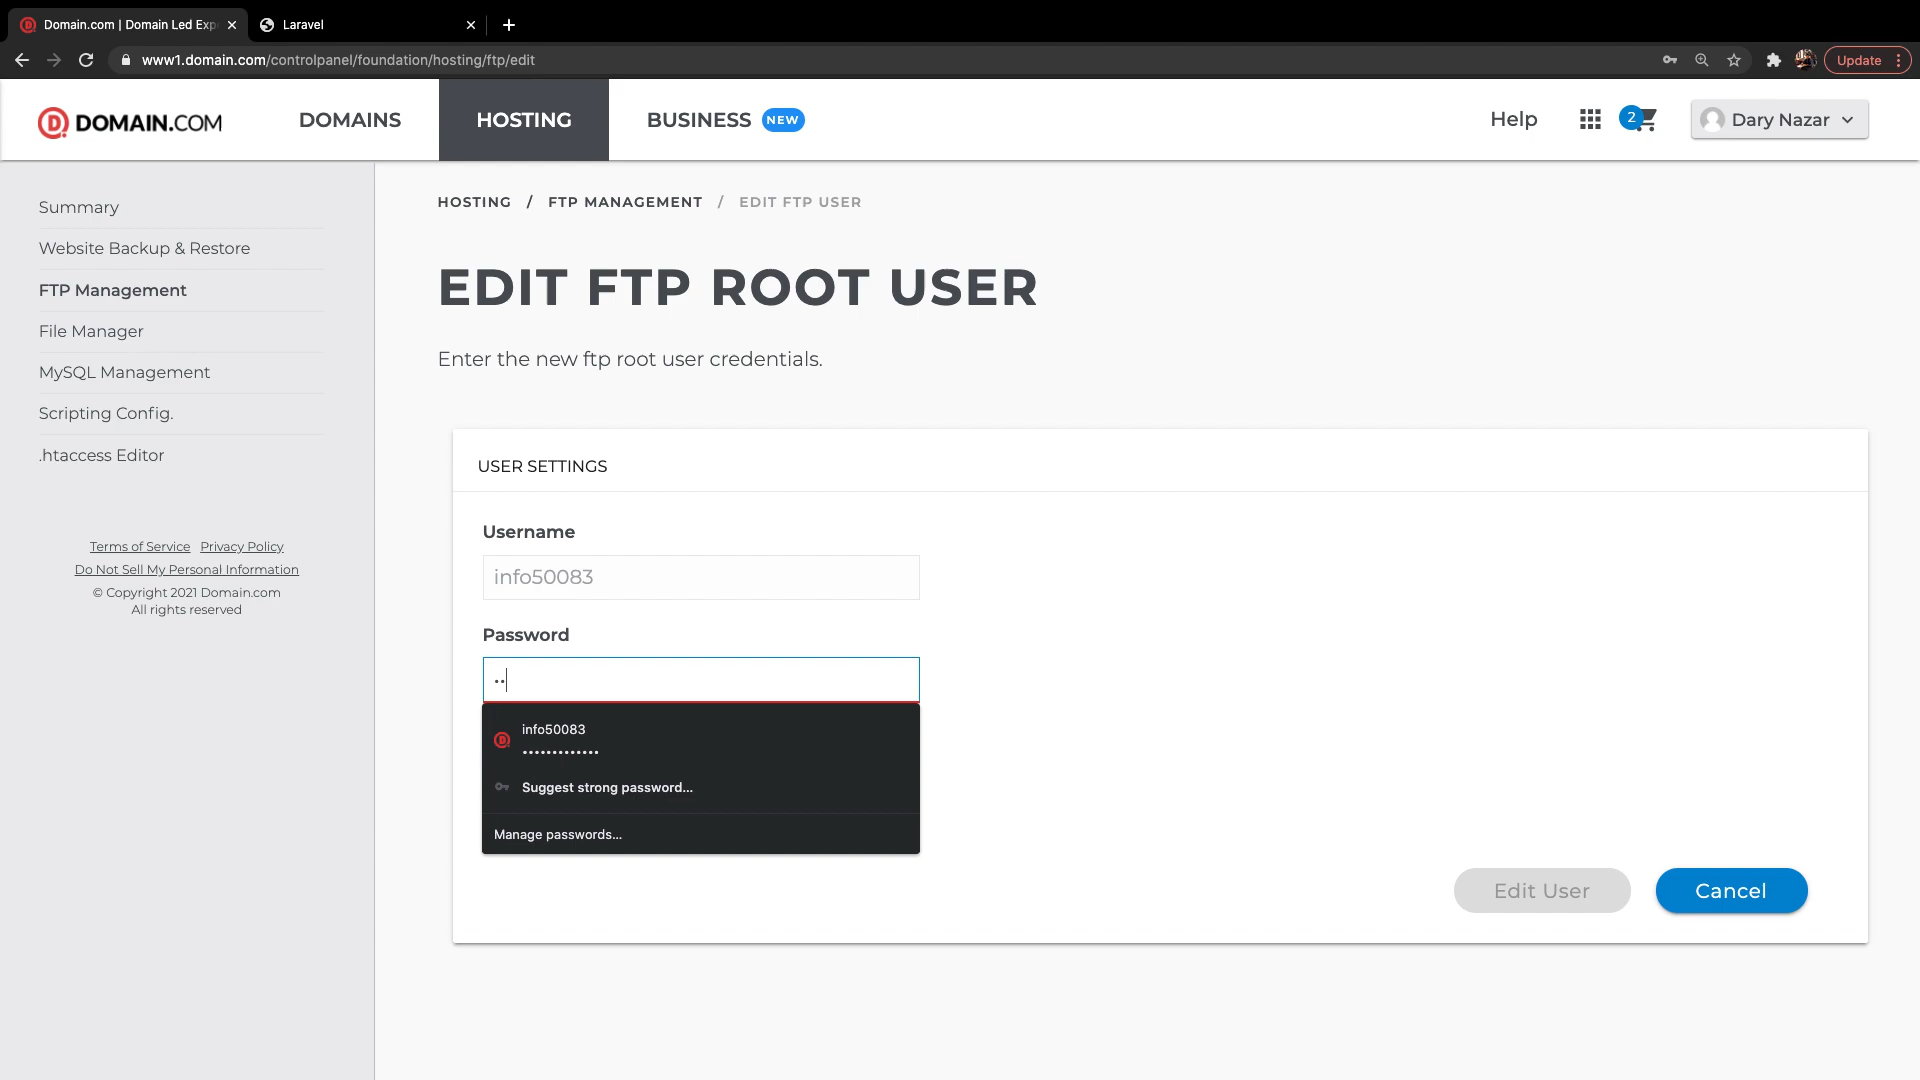 Domain.com | Domain Led Exp
Laravel
www1.domain.com/controlpanel/foundation/hosting/ftp/edit
Update
DOMAIN.COM
DOMAINS
HOSTING
BUSINESS NEW
Help
2
Dary Nazar
Summary
Website Backup & Restore
FTP Management
File Manager
MySQL Management
Scripting Config.
.htaccess Editor
Terms of Service Privacy Policy
Do Not Sell My Personal Information
© Copyright 2021 Domain.com
All rights reserved
HOSTING / FTP MANAGEMENT / EDIT FTP USER
EDIT FTP ROOT USER
Enter the new ftp root user credentials.
USER SETTINGS
Username
info50083
Password
••
info50083
•••••••••••••
Suggest strong password...
Manage passwords...
Edit User
Cancel